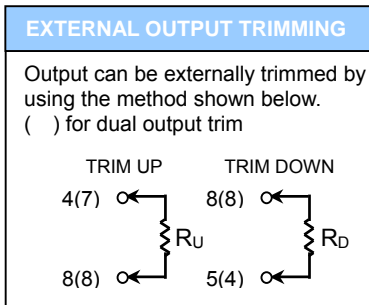 EXTERNAL OUTPUT TRIMMING
Output can be externally trimmed by
using the method shown below.
( ) for dual output trim
TRIM UP TRIM DOWN
4(7) 8(8)
RU RD
8(8) 5(4)